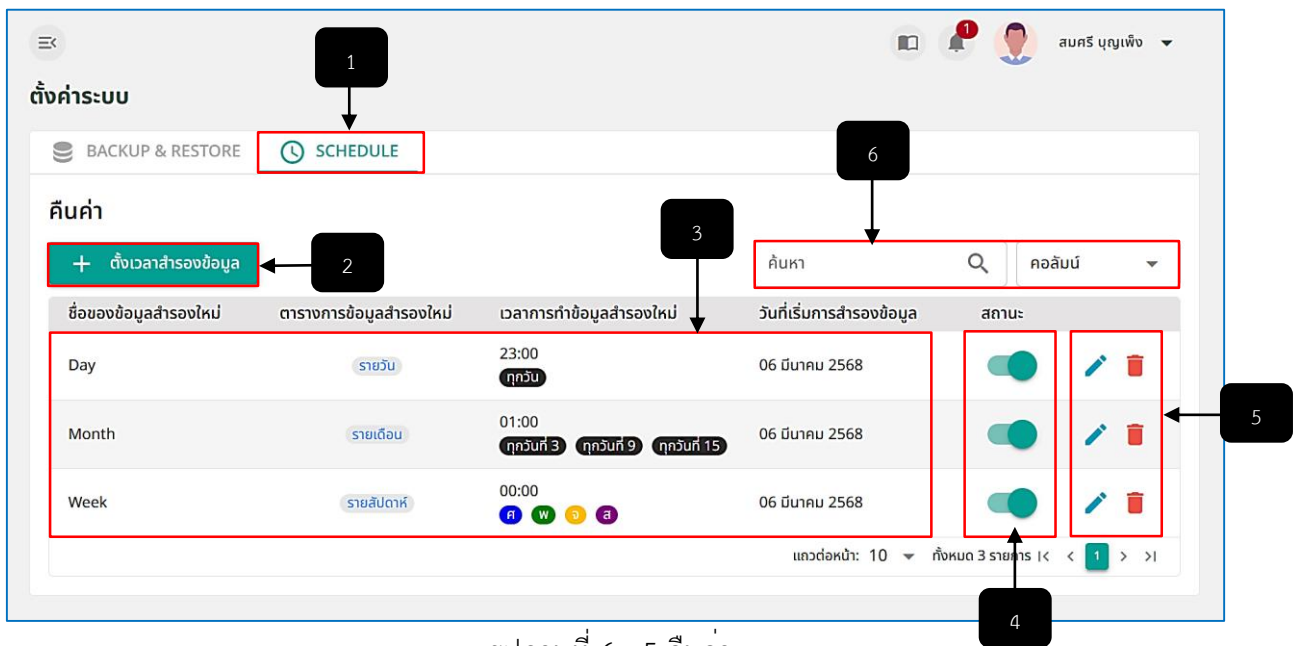 1
สมศรี บุญเพ็ง
1
ตั้งค่าระบบ
BACKUP & RESTORE
SCHEDULE
6
คืนค่า
3
+ ตั้งเวลาสำรองข้อมูล
2
ค้นหา
คอลัมน์
ชื่อของข้อมูลสำรองใหม่ ตารางการข้อมูลสำรองใหม่ เวลาการทำข้อมูลสำรองใหม่ วันที่เริ่มการสำรองข้อมูล สถานะ
Day รายวัน 23:00 06 มีนาคม 2568
ทุกวัน
5
Month รายเดือน 01:00 06 มีนาคม 2568
ทุกวันที่ 3 ทุกวันที่ 9 ทุกวันที่ 15
Week รายสัปดาห์ 00:00 06 มีนาคม 2568
ศ พ จ ส
แถวต่อหน้า: 10 ทั้งหมด 3 รายการ |< < 1 > >|
4